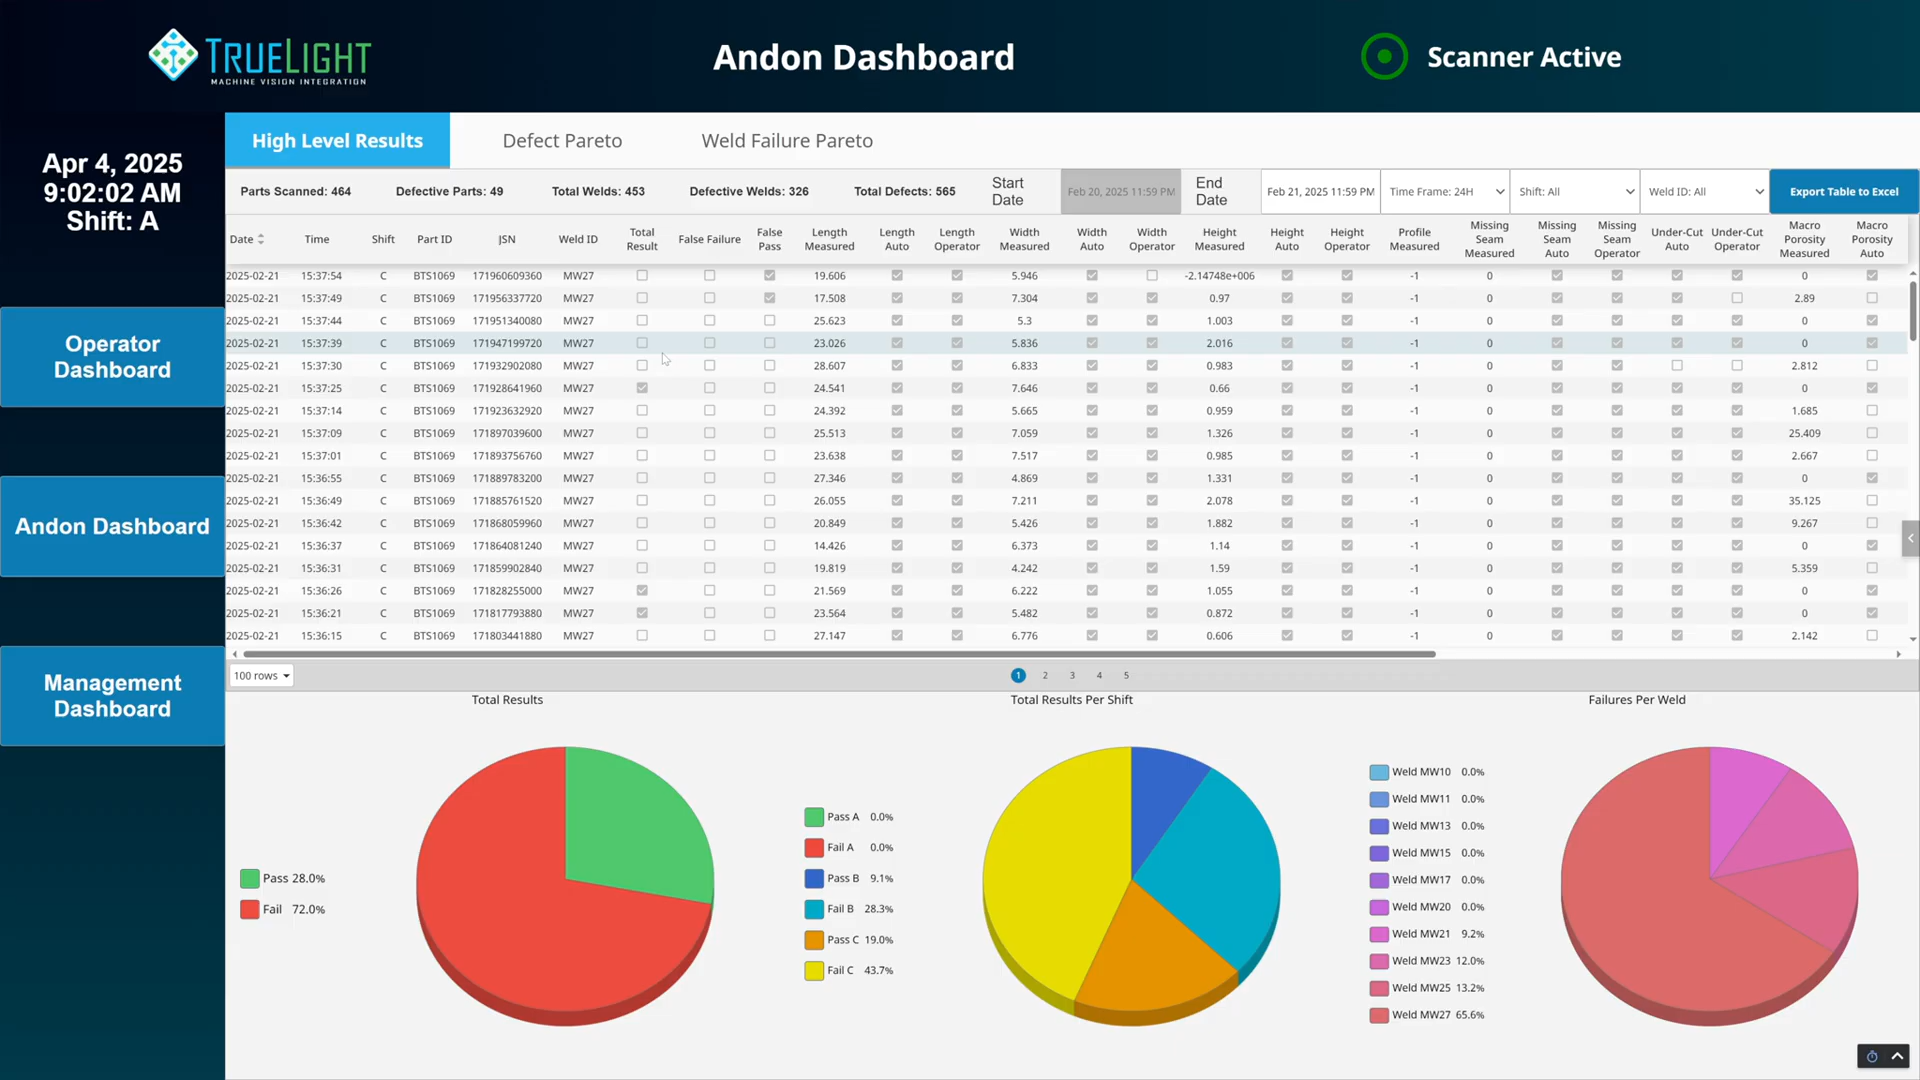 TRUELIGHT
MACHINE VISION INTEGRATION
Andon Dashboard
Scanner Active
Apr 4, 2025
9:02:02 AM
Shift: A
Operator
Dashboard
Andon Dashboard
Management
Dashboard
High Level Results Defect Pareto Weld Failure Pareto
Parts Scanned: 464 Defective Parts: 49 Total Welds: 453 Defective Welds: 326 Total Defects: 565 Start Date Feb 20, 2025 11:59 PM End Date Feb 21, 2025 11:59 PM Time Frame: 24H Shift: All Weld ID: All Export Table to Excel
Date Time Shift Part ID JSN Weld ID Total Result False Failure False Pass Length Measured Length Auto Length Operator Width Measured Width Auto Width Operator Height Measured Height Auto Height Operator Profile Measured Missing Seam Measured Missing Seam Auto Missing Seam Operator Under-Cut Auto Under-Cut Operator Macro Porosity Measured Macro Porosity Auto
2025-02-21 15:37:54 C BTS1069 171960609360 MW27 19.606 5.946 -2.14748e+006 -1 0 0
2025-02-21 15:37:49 C BTS1069 171956337720 MW27 17.508 7.304 0.97 -1 0 2.89
2025-02-21 15:37:44 C BTS1069 171951340080 MW27 25.623 5.3 1.003 -1 0 0
2025-02-21 15:37:39 C BTS1069 171947199720 MW27 23.026 5.836 2.016 -1 0 0
2025-02-21 15:37:30 C BTS1069 171932902080 MW27 28.607 6.833 0.983 -1 0 2.812
2025-02-21 15:37:25 C BTS1069 171928641960 MW27 24.541 7.646 0.66 -1 0 0
2025-02-21 15:37:14 C BTS1069 171923632920 MW27 24.392 5.665 0.959 -1 0 1.685
2025-02-21 15:37:09 C BTS1069 171897039600 MW27 25.513 7.059 1.326 -1 0 25.409
2025-02-21 15:37:01 C BTS1069 171893756760 MW27 23.638 7.517 0.985 -1 0 2.667
2025-02-21 15:36:55 C BTS1069 171889783200 MW27 27.346 4.869 1.331 -1 0 0
2025-02-21 15:36:49 C BTS1069 171885761520 MW27 26.055 7.211 2.078 -1 0 35.125
2025-02-21 15:36:42 C BTS1069 171868059960 MW27 20.849 5.426 1.882 -1 0 9.267
2025-02-21 15:36:37 C BTS1069 171864081240 MW27 14.426 6.373 1.14 -1 0 0
2025-02-21 15:36:31 C BTS1069 171859902840 MW27 19.819 4.242 1.59 -1 0 5.359
2025-02-21 15:36:26 C BTS1069 171828255000 MW27 21.569 6.222 1.055 -1 0 0
2025-02-21 15:36:21 C BTS1069 171817793880 MW27 23.564 5.482 0.872 -1 0 0
2025-02-21 15:36:15 C BTS1069 171803441880 MW27 27.147 6.776 0.606 -1 0 2.142
100 rows 1 2 3 4 5
Total Results
Pass 28.0%
Fail 72.0%
Total Results Per Shift
Pass A 0.0%
Fail A 0.0%
Pass B 9.1%
Fail B 28.3%
Pass C 19.0%
Fail C 43.7%
Failures Per Weld
Weld MW10 0.0%
Weld MW11 0.0%
Weld MW13 0.0%
Weld MW15 0.0%
Weld MW17 0.0%
Weld MW20 0.0%
Weld MW21 9.2%
Weld MW23 12.0%
Weld MW25 13.2%
Weld MW27 65.6%